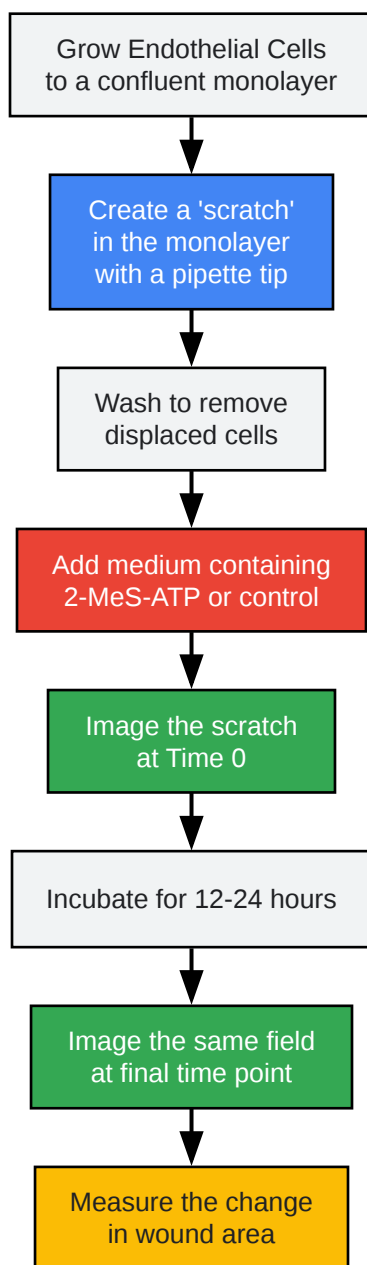 Grow Endothelial Cells
to a confluent monolayer
Create a 'scratch'
in the monolayer
with a pipette tip
Wash to remove
displaced cells
Add medium containing
2-MeS-ATP or control
Image the scratch
at Time 0
Incubate for 12-24 hours
Image the same field
at final time point
Measure the change
in wound area